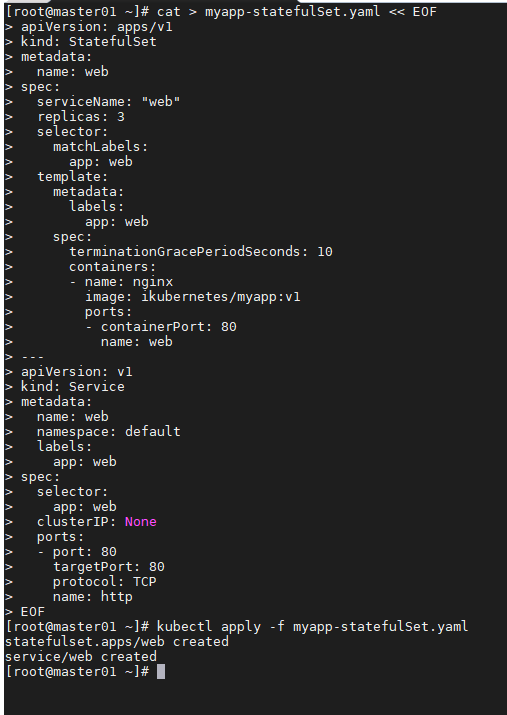 [root@master01 ~]# cat > myapp-statefulSet.yaml << EOF
> apiVersion: apps/v1
> kind: StatefulSet
> metadata:
>   name: web
> spec:
>   serviceName: "web"
>   replicas: 3
>   selector:
>     matchLabels:
>       app: web
>   template:
>     metadata:
>       labels:
>         app: web
>     spec:
>       terminationGracePeriodSeconds: 10
>       containers:
>       - name: nginx
>         image: ikubernetes/myapp:v1
>         ports:
>         - containerPort: 80
>           name: web
> ---
> apiVersion: v1
> kind: Service
> metadata:
>   name: web
>   namespace: default
>   labels:
>     app: web
> spec:
>   selector:
>     app: web
>   clusterIP: None
>   ports:
>   - port: 80
>     targetPort: 80
>     protocol: TCP
>     name: http
> EOF
[root@master01 ~]# kubectl apply -f myapp-statefulSet.yaml
statefulset.apps/web created
service/web created
[root@master01 ~]#